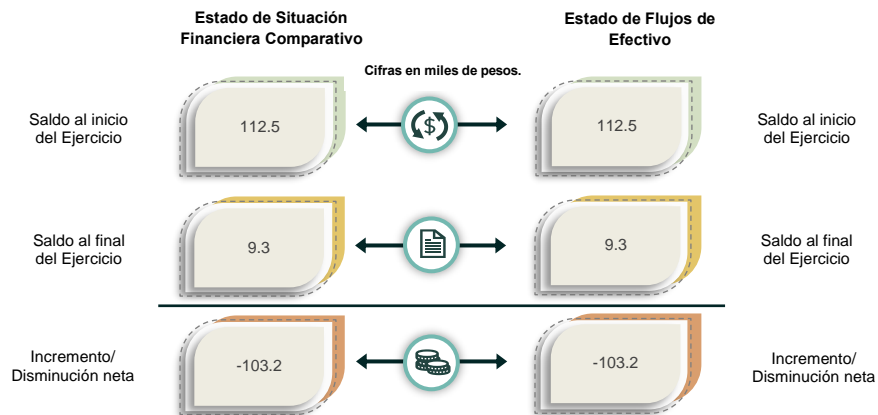 Estado de Situación
Financiera Comparativo
Estado de Flujos de
Efectivo
Cifras en miles de pesos.
Saldo al inicio
del Ejercicio
112.5
$
112.5
Saldo al inicio
del Ejercicio
Saldo al final
del Ejercicio
9.3
9.3
Saldo al final
del Ejercicio
Incremento/
Disminución neta
-103.2
-103.2
Incremento/
Disminución neta